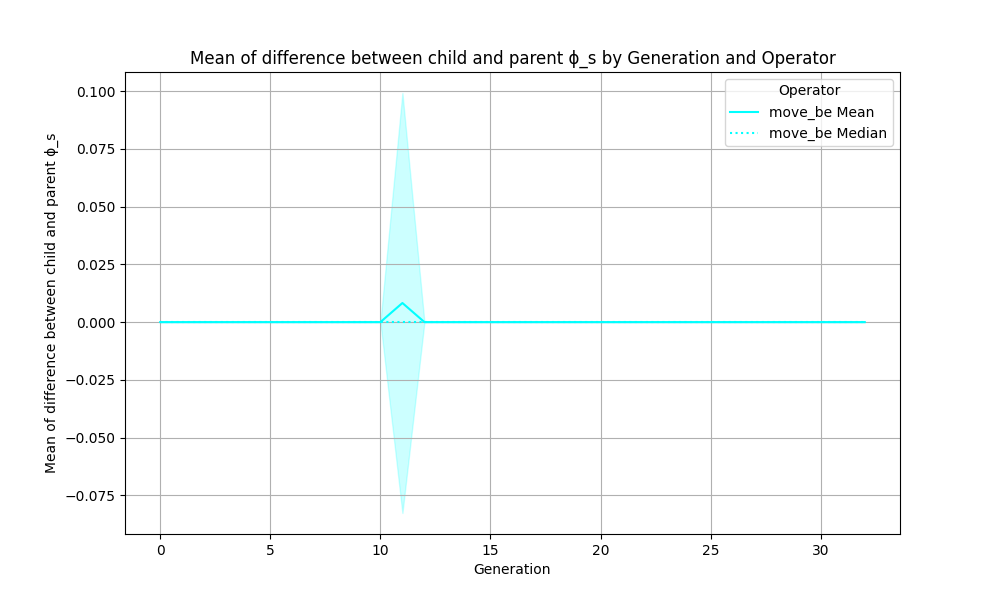 Mean of difference between child and parent ϕ_s by Generation and Operator
Operator
move_be Mean
move_be Median
Mean of difference between child and parent ϕ_s
0.100
0.075
0.050
0.025
0.000
−0.025
−0.050
−0.075
0 5 10 15 20 25 30
Generation